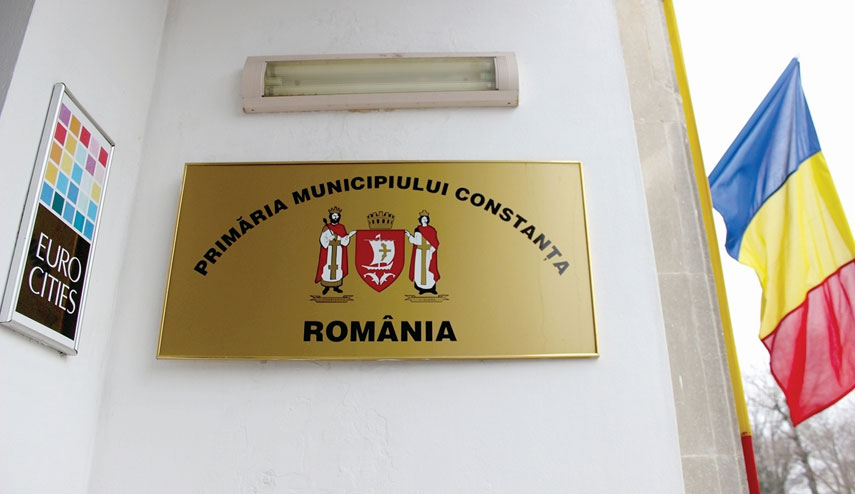 EURO
CITIES
PRIMĂRIA MUNICIPIULUI CONSTANȚA
ROMÂNIA